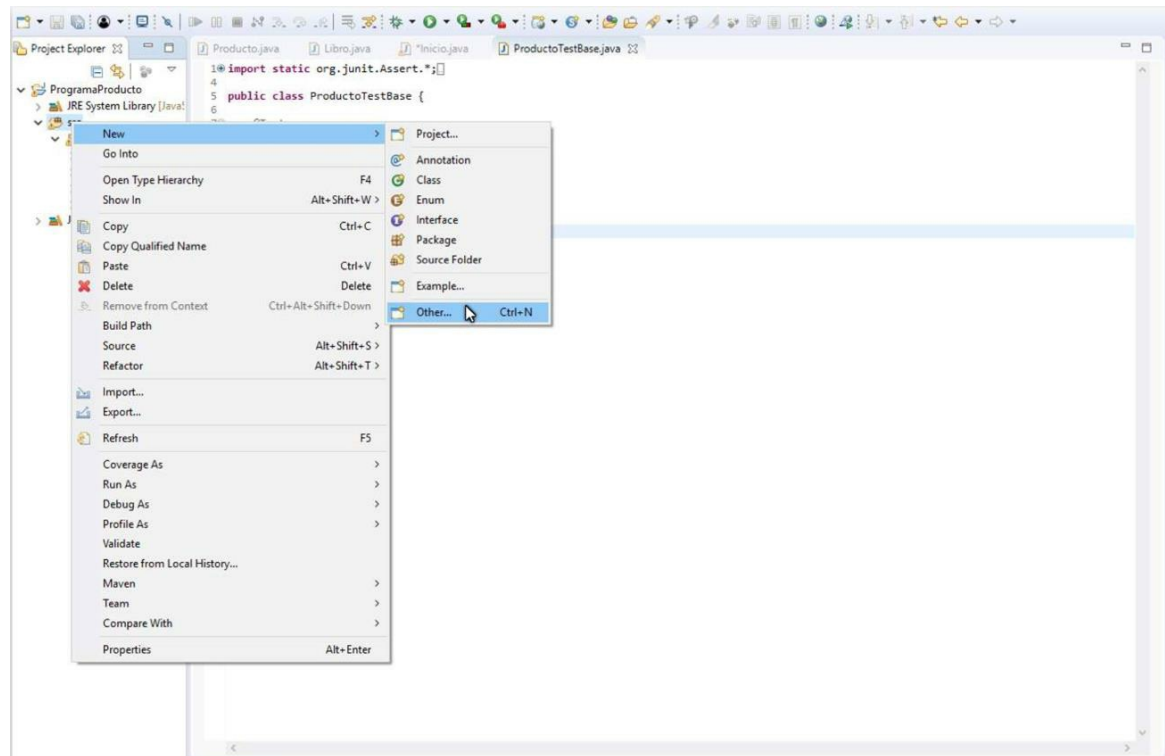 Project Explorer
Producto.java
Libro.java
*Inicio.java
ProductoTestBase.java
ProgramaProducto
JRE System Library
1 import static org.junit.Assert.*;
4
5 public class ProductoTestBase {
6
New
Go Into
Open Type Hierarchy F4
Show In Alt+Shift+W >
Copy Ctrl+C
Copy Qualified Name
Paste Ctrl+V
Delete Delete
Remove from Context Ctrl+Alt+Shift+Down
Build Path
Source Alt+Shift+S >
Refactor Alt+Shift+T >
Import...
Export...
Refresh F5
Coverage As
Run As
Debug As
Profile As
Validate
Restore from Local History...
Maven
Team
Compare With
Properties Alt+Enter
Project...
Annotation
Class
Enum
Interface
Package
Source Folder
Example...
Other... Ctrl+N